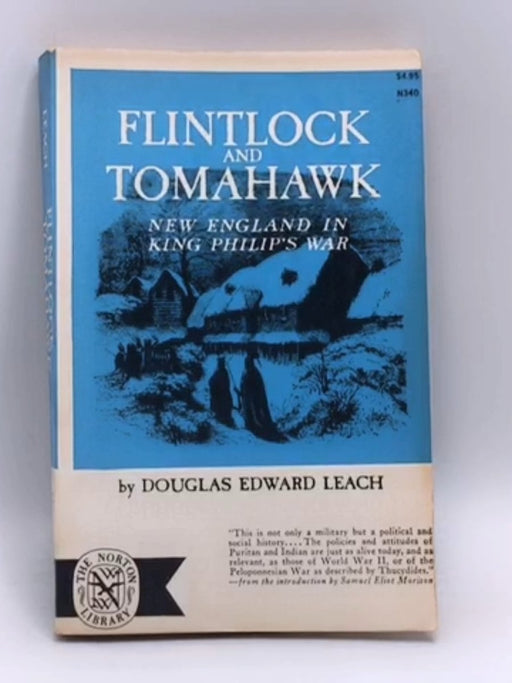 $4.95
N340
FLINTLOCK
AND
TOMAHAWK
NEW ENGLAND IN
KING PHILIP'S WAR
by DOUGLAS EDWARD LEACH
"This is not only a military but a political and
social history....The policies and attitudes of
Puritan and Indian are just as alive today, and as
relevant, as those of World War II, or of the
Peloponnesian War as described by Thucydides."
—from the introduction by Samuel Eliot Morison
THE NORTON
LIBRARY
LEACH
FLINTLOCK